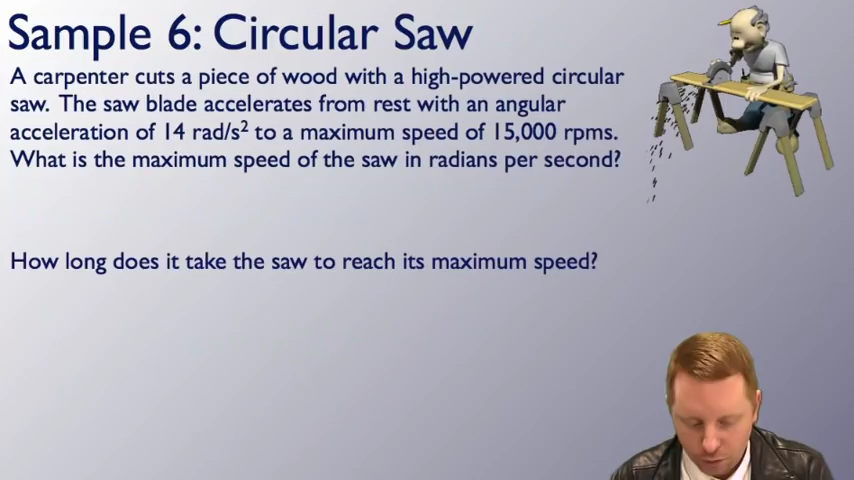 Sample 6: Circular Saw
A carpenter cuts a piece of wood with a high-powered circular
saw. The saw blade accelerates from rest with an angular
acceleration of 14 rad/s² to a maximum speed of 15,000 rpms.
What is the maximum speed of the saw in radians per second?
How long does it take the saw to reach its maximum speed?